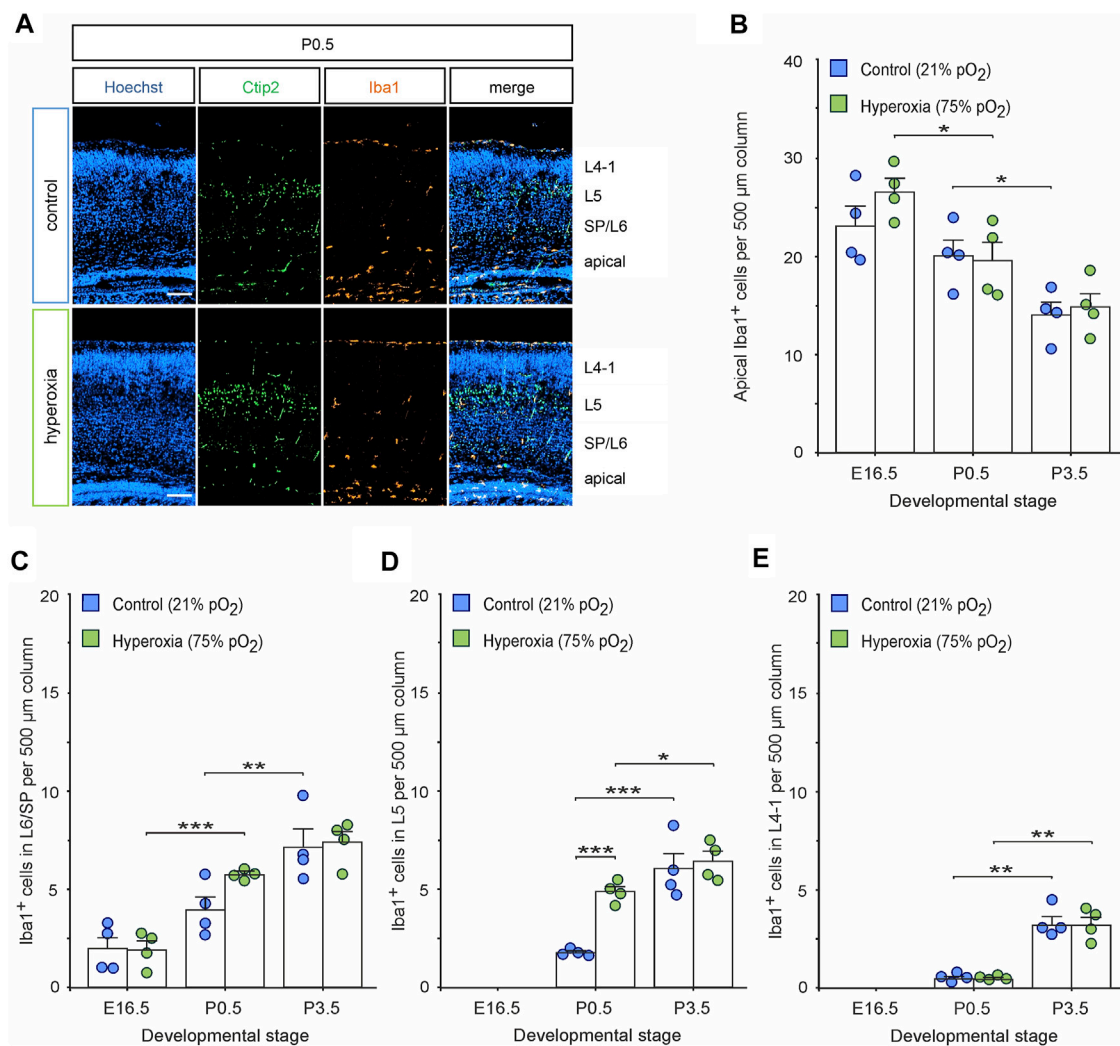 A
P0.5
Hoechst
Ctip2
Iba1
merge
control
L4-1
L5
SP/L6
apical
hyperoxia
L4-1
L5
SP/L6
apical
B
Control (21% pO2)
Hyperoxia (75% pO2)
Apical Iba1+ cells per 500 µm column
40
30
20
10
0
*
*
E16.5 P0.5 P3.5
Developmental stage
C
Control (21% pO2)
Hyperoxia (75% pO2)
Iba1+ cells in L6/SP per 500 µm column
20
15
10
5
0
**
***
E16.5 P0.5 P3.5
Developmental stage
D
Control (21% pO2)
Hyperoxia (75% pO2)
Iba1+ cells in L5 per 500 µm column
20
15
10
5
0
*
***
***
E16.5 P0.5 P3.5
Developmental stage
E
Control (21% pO2)
Hyperoxia (75% pO2)
Iba1+ cells in L4-1 per 500 µm column
20
15
10
5
0
**
**
E16.5 P0.5 P3.5
Developmental stage